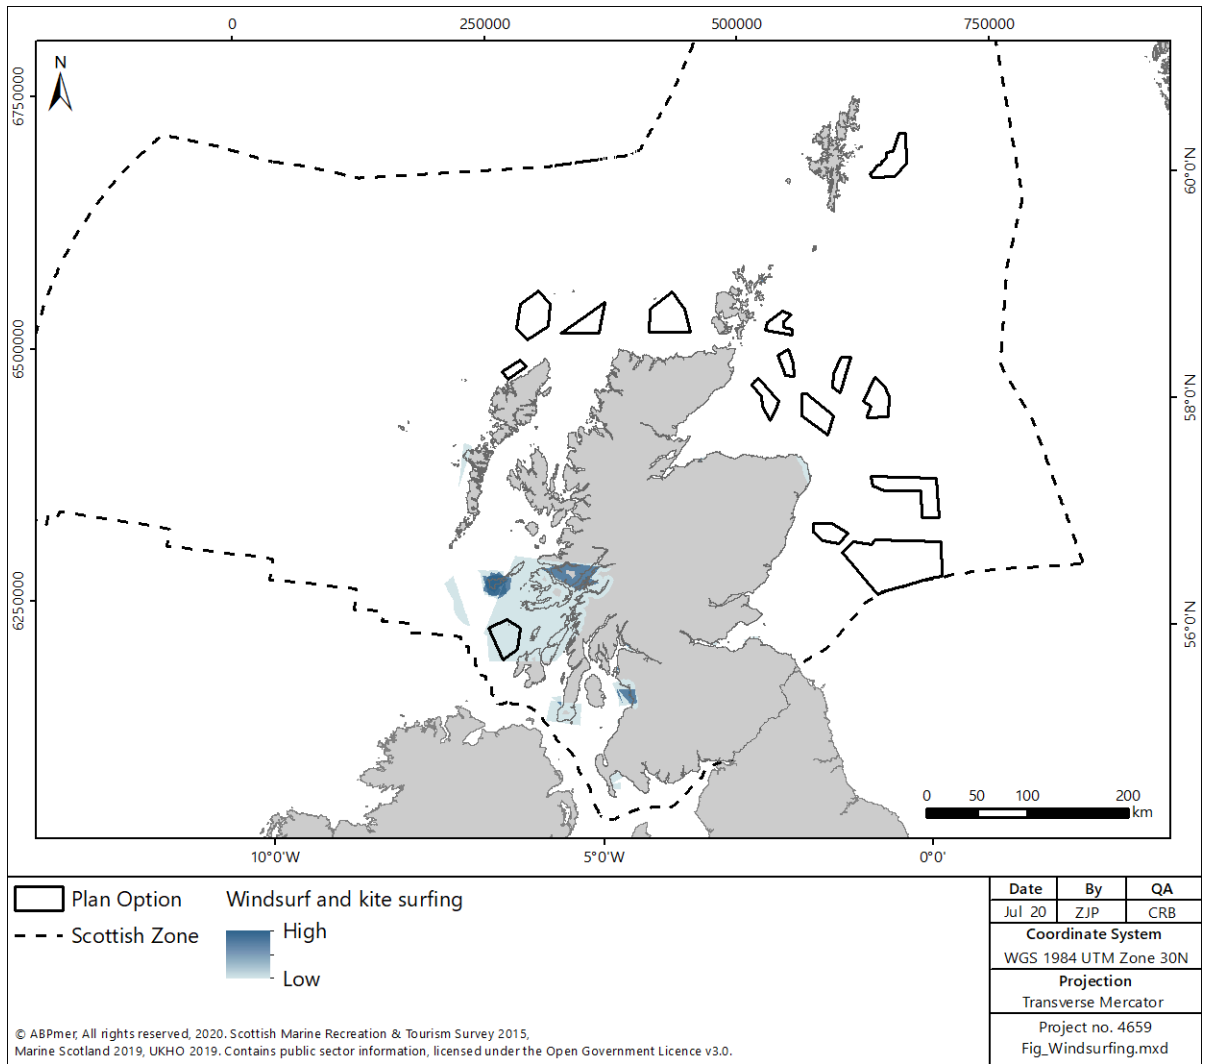 0 250000 500000 750000
N
6750000
6500000
6250000
60°0'N
58°0'N
56°0'N
0 50 100 200
km
10°0'W 5°0'W 0°0'
Plan Option
Scottish Zone
Windsurf and kite surfing
High
Low
Date By QA
Jul 20 ZJP CRB
Coordinate System
WGS 1984 UTM Zone 30N
Projection
Transverse Mercator
Project no. 4659
Fig_Windsurfing.mxd
© ABPmer, All rights reserved, 2020. Scottish Marine Recreation & Tourism Survey 2015,
Marine Scotland 2019, UKHO 2019. Contains public sector information, licensed under the Open Government Licence v3.0.